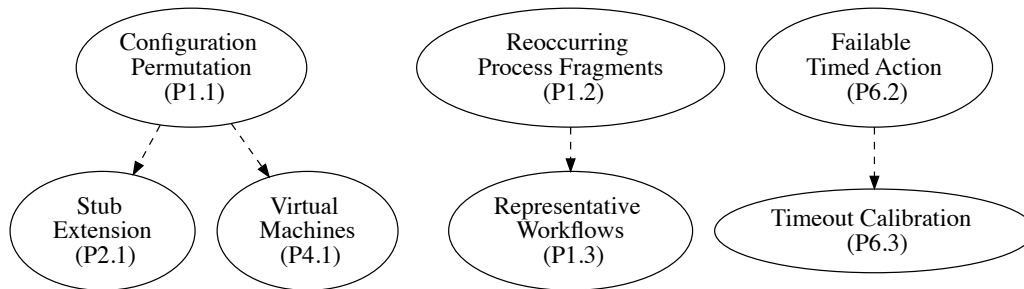 Configuration
Permutation
(P1.1)
Reoccurring
Process Fragments
(P1.2)
Failable
Timed Action
(P6.2)
Stub
Extension
(P2.1)
Virtual
Machines
(P4.1)
Representative
Workflows
(P1.3)
Timeout Calibration
(P6.3)